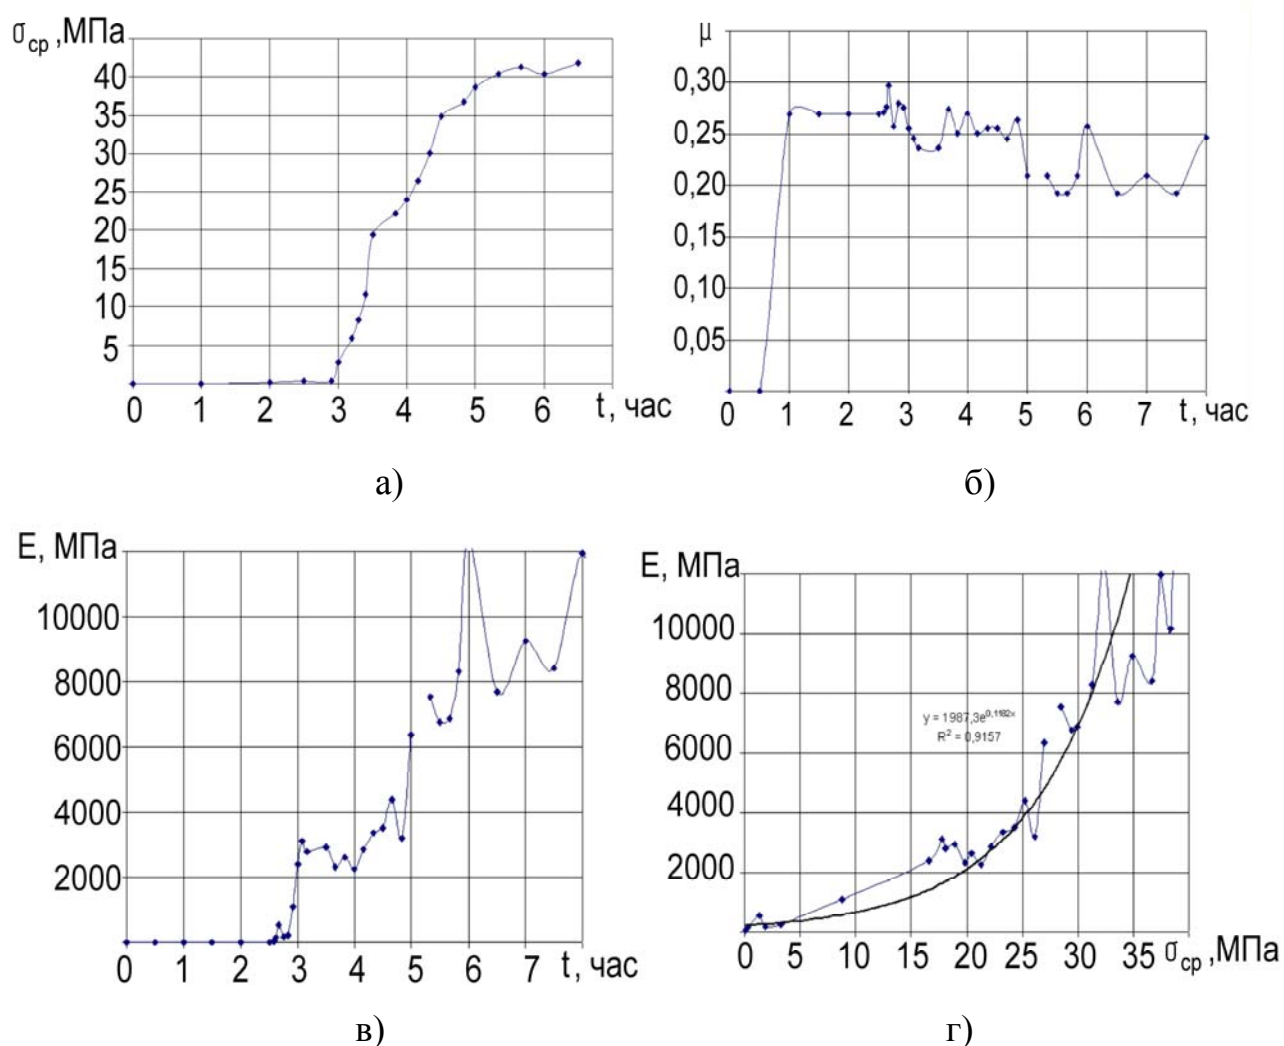 σср ,МПа
40
35
30
25
20
15
10
5
0 1 2 3 4 5 6 t, час
а)
μ
0,30
0,25
0,20
0,15
0,10
0,05
0 1 2 3 4 5 6 7 t, час
б)
E, МПа
10000
8000
6000
4000
2000
0 1 2 3 4 5 6 7 t, час
в)
E, МПа
10000
8000
6000
4000
2000
y = 1987,3e^0,1182x
R² = 0,9157
0 5 10 15 20 25 30 35 σср ,МПа
г)